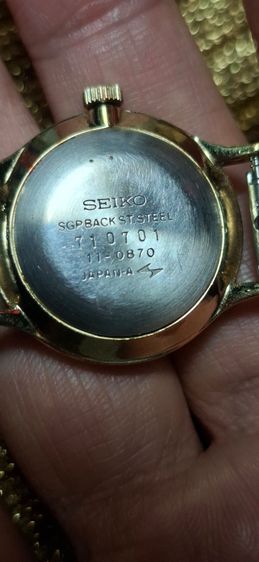 SEIKO
SGP BACK ST.STEEL
710701
11-0870
JAPAN-A